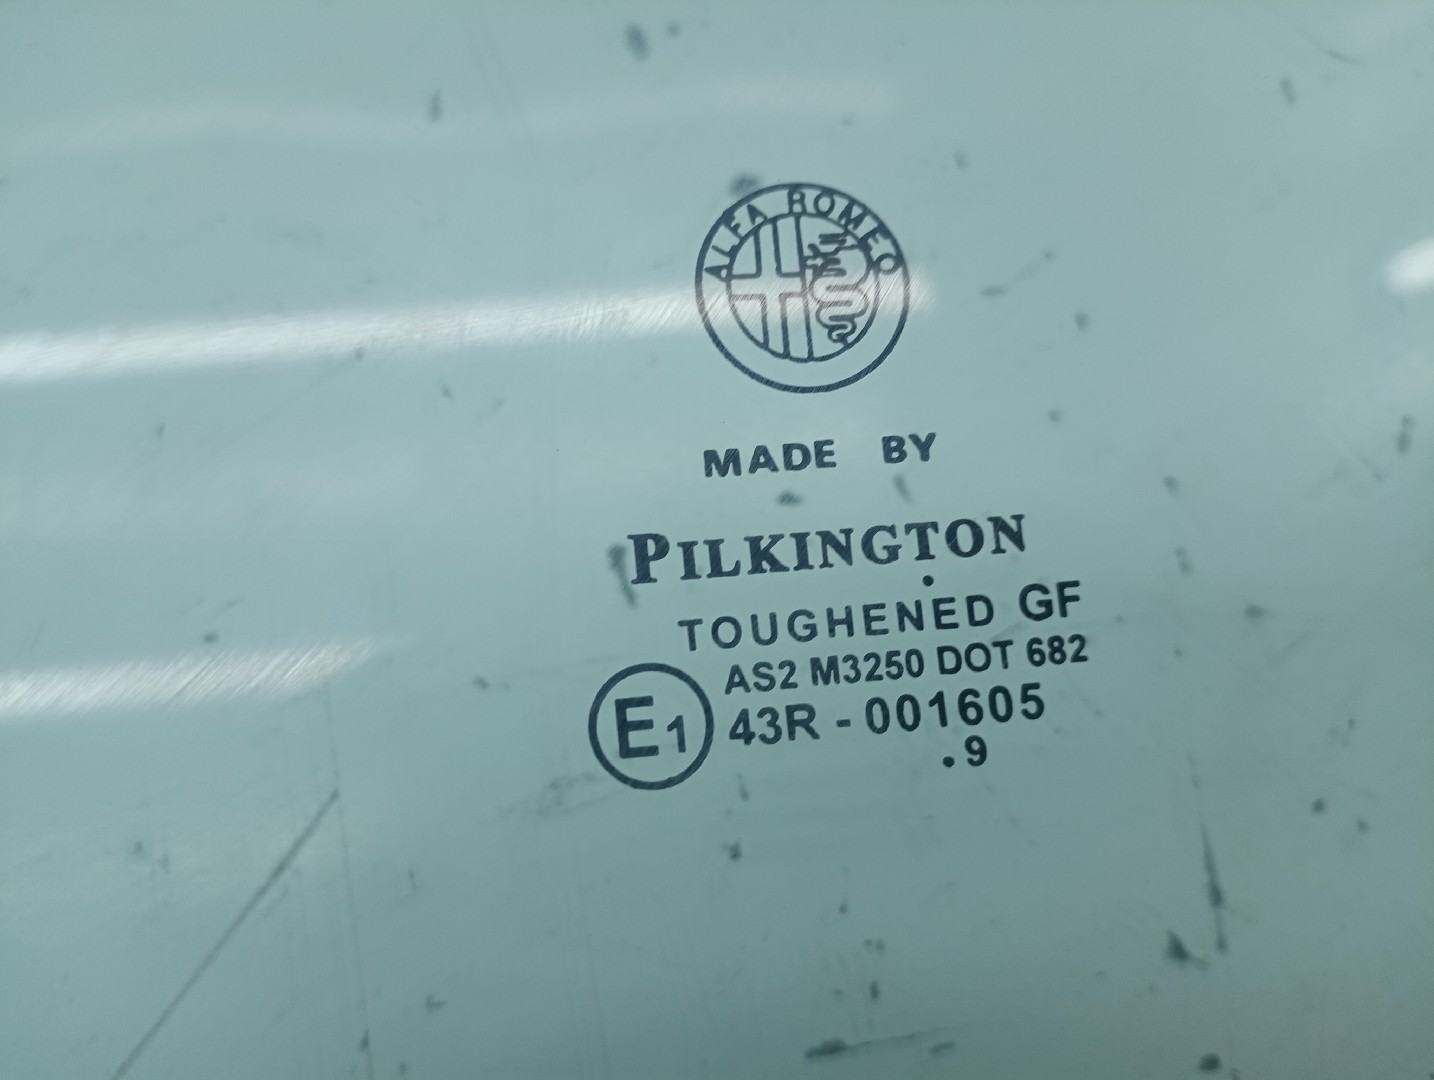 ALFA ROMEO
MADE BY
PILKINGTON
TOUGHENED GF
AS2 M3250 DOT 682
E1 43R - 001605
.9